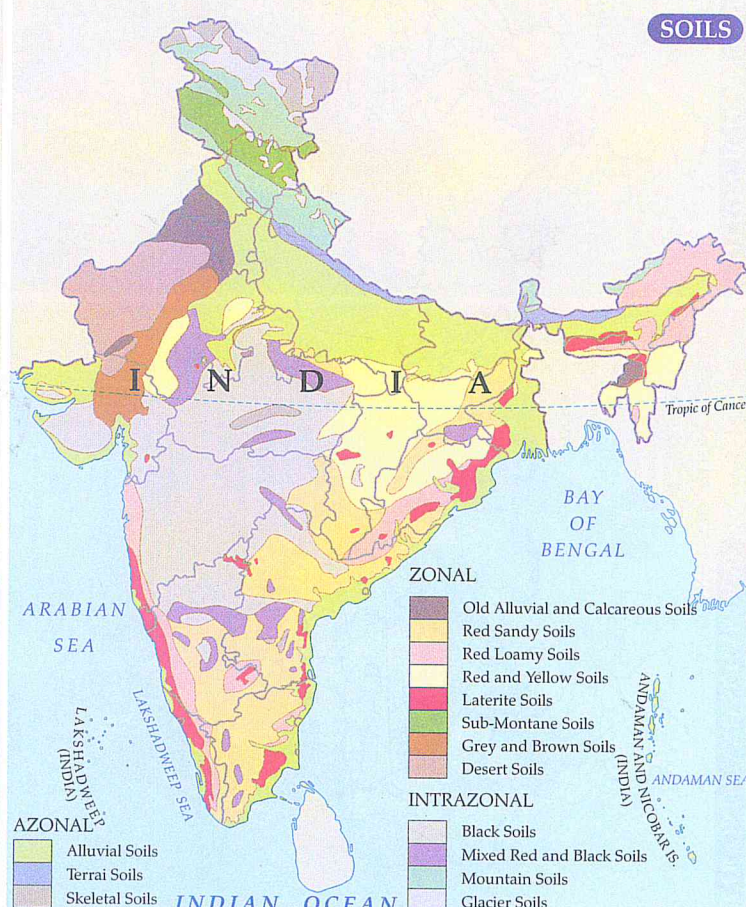 SOILS
I N D I A
Tropic of Cance
BAY
OF
BENGAL
ARABIAN
SEA
LAKSHADWEEP
(INDIA)
LAKSHADWEEP SEA
ANDAMAN AND NICOBAR IS.
(INDIA)
ANDAMAN SEA
ZONAL
Old Alluvial and Calcareous Soils
Red Sandy Soils
Red Loamy Soils
Red and Yellow Soils
Laterite Soils
Sub-Montane Soils
Grey and Brown Soils
Desert Soils
INTRAZONAL
Black Soils
Mixed Red and Black Soils
Mountain Soils
Glacier Soils
AZONAL
Alluvial Soils
Terrai Soils
Skeletal Soils
INDIAN OCEAN